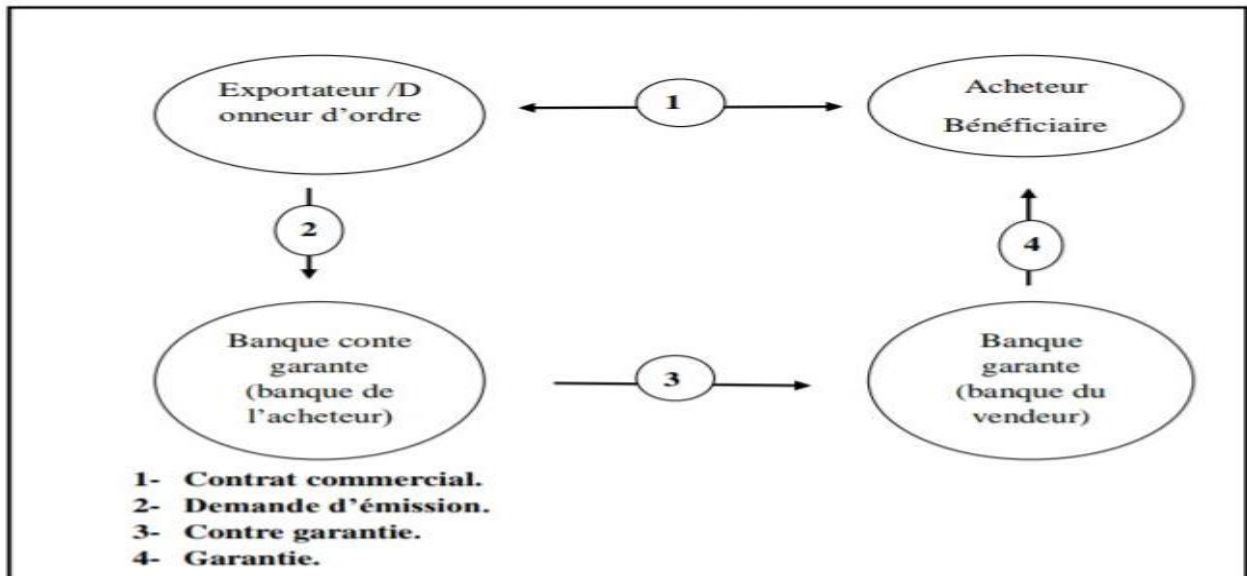 Exportateur /D
onneur d'ordre
1
Acheteur
Bénéficiaire
2
4
Banque conte
garante
(banque de
l'acheteur)
3
Banque
garante
(banque du
vendeur)
1- Contrat commercial.
2- Demande d'émission.
3- Contre garantie.
4- Garantie.